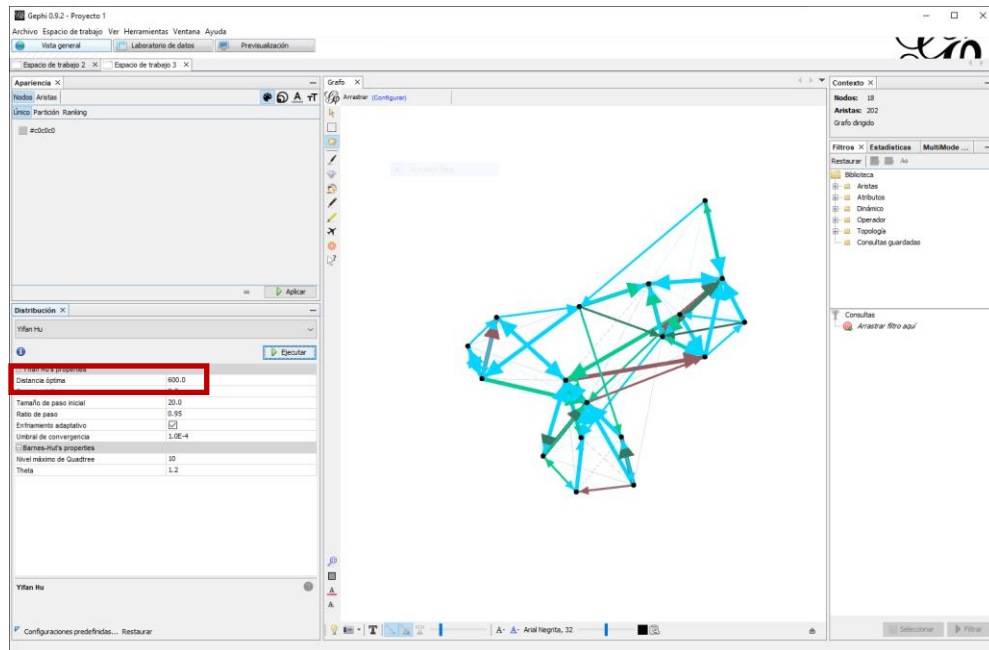 Gephi 0.9.2 - Proyecto 1
Archivo Espacio de trabajo Ver Herramientas Ventana Ayuda
Vista general Laboratorio de datos Previsualización
Espacio de trabajo 2 × Espacio de trabajo 3 ×
Apariencia ×
Nodos Aristas
Único Partición Ranking
#c0c0c0
Aplicar
Distribución ×
Yifan Hu
Ejecutar
Yifan Hu's properties
Distancia óptima 600.0
Tamaño de paso inicial 20.0
Ratio de paso 0.95
Enfriamiento adaptativo
Umbral de convergencia 1.0E-4
Barnes-Hut's properties
Nivel máximo de Quadtree 10
Theta 1.2
Yifan Hu
Configuraciones predefinidas... Restaurar
Grafo ×
Arrastrar (Configurar)
A- A- Arial Negrita, 32
Contexto ×
Nodos: 18
Aristas: 202
Grafo dirigido
Filtros × Estadísticas MultiMode ...
Restaurar
Biblioteca
Aristas
Atributos
Dinámico
Operador
Topología
Consultas guardadas
Consultas
Arrastrar filtro aquí
Seleccionar Filtrar